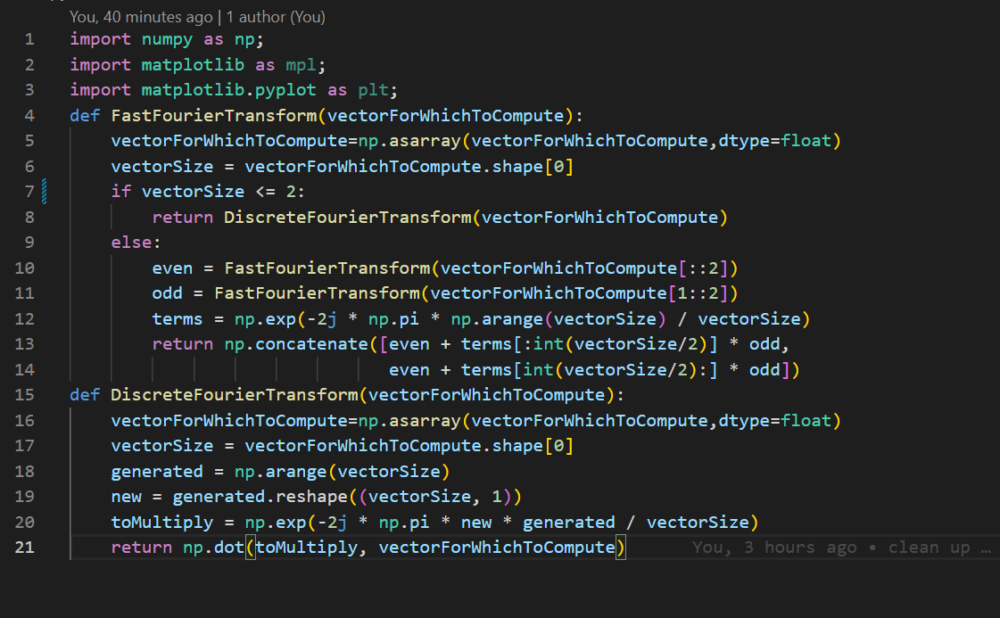 You, 40 minutes ago | 1 author (You)
1 import numpy as np;
2 import matplotlib as mpl;
3 import matplotlib.pyplot as plt;
4 def FastFourierTransform(vectorForWhichToCompute):
5     vectorForWhichToCompute=np.asarray(vectorForWhichToCompute,dtype=float)
6     vectorSize = vectorForWhichToCompute.shape[0]
7     if vectorSize <= 2:
8         return DiscreteFourierTransform(vectorForWhichToCompute)
9     else:
10         even = FastFourierTransform(vectorForWhichToCompute[::2])
11         odd = FastFourierTransform(vectorForWhichToCompute[1::2])
12         terms = np.exp(-2j * np.pi * np.arange(vectorSize) / vectorSize)
13         return np.concatenate([even + terms[:int(vectorSize/2)] * odd,
14                                even + terms[int(vectorSize/2):] * odd])
15 def DiscreteFourierTransform(vectorForWhichToCompute):
16     vectorForWhichToCompute=np.asarray(vectorForWhichToCompute,dtype=float)
17     vectorSize = vectorForWhichToCompute.shape[0]
18     generated = np.arange(vectorSize)
19     new = generated.reshape((vectorSize, 1))
20     toMultiply = np.exp(-2j * np.pi * new * generated / vectorSize)
21     return np.dot(toMultiply, vectorForWhichToCompute) You, 3 hours ago • clean up …